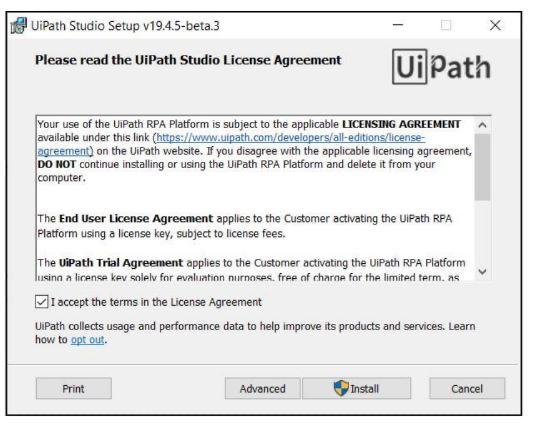 UiPath Studio Setup v19.4.5-beta.3
Please read the UiPath Studio License Agreement
UiPath
Your use of the UiPath RPA Platform is subject to the applicable LICENSING AGREEMENT
available under this link (https://www.uipath.com/developers/all-editions/license-
agreement) on the UiPath website. If you disagree with the applicable licensing agreement,
DO NOT continue installing or using the UiPath RPA Platform and delete it from your
computer.
The End User License Agreement applies to the Customer activating the UiPath RPA
Platform using a license key, subject to license fees.
The UiPath Trial Agreement applies to the Customer activating the UiPath RPA Platform
using a license key solely for evaluation purposes, free of charge for the limited term, as
I accept the terms in the License Agreement
UiPath collects usage and performance data to help improve its products and services. Learn
how to opt out.
Print
Advanced
Install
Cancel